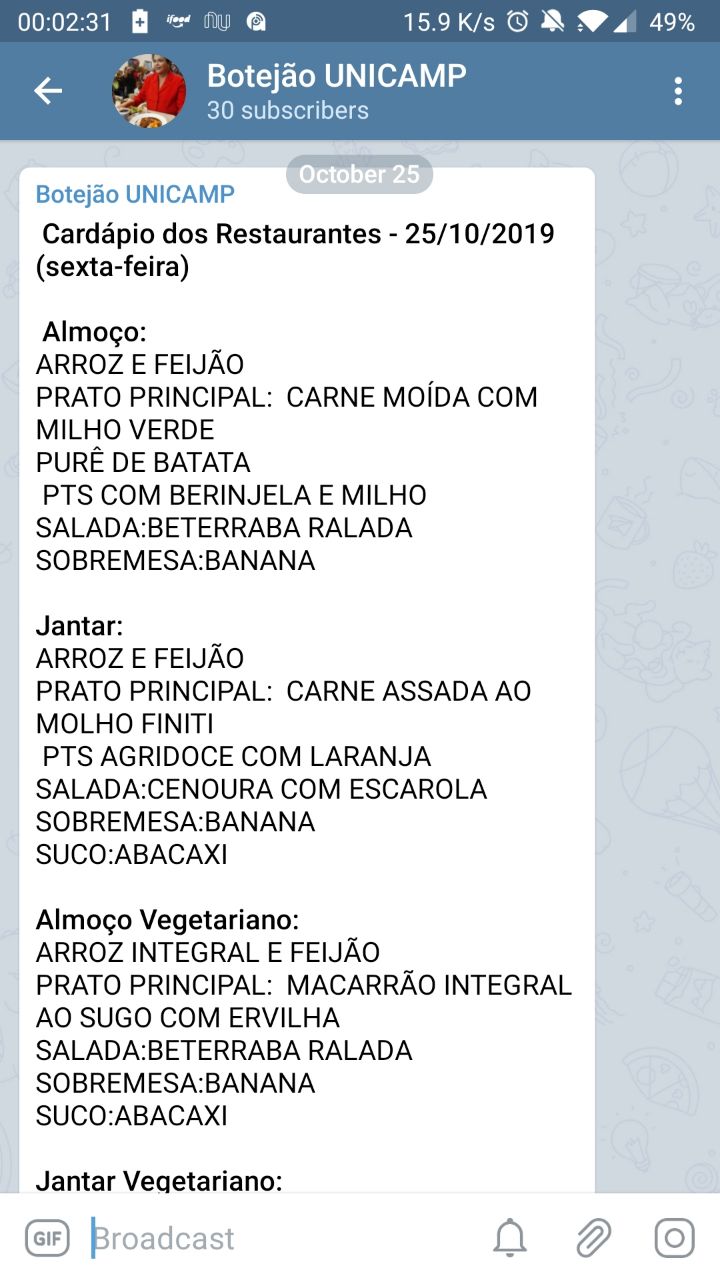 00:02:31 ifood 15.9 K/s 49%
Botejão UNICAMP
30 subscribers
October 25
Botejão UNICAMP
Cardápio dos Restaurantes - 25/10/2019
(sexta-feira)
Almoço:
ARROZ E FEIJÃO
PRATO PRINCIPAL:  CARNE MOÍDA COM
MILHO VERDE
PURÊ DE BATATA
PTS COM BERINJELA E MILHO
SALADA:BETERRABA RALADA
SOBREMESA:BANANA
Jantar:
ARROZ E FEIJÃO
PRATO PRINCIPAL:  CARNE ASSADA AO
MOLHO FINITI
PTS AGRIDOCE COM LARANJA
SALADA:CENOURA COM ESCAROLA
SOBREMESA:BANANA
SUCO:ABACAXI
Almoço Vegetariano:
ARROZ INTEGRAL E FEIJÃO
PRATO PRINCIPAL:  MACARRÃO INTEGRAL
AO SUGO COM ERVILHA
SALADA:BETERRABA RALADA
SOBREMESA:BANANA
SUCO:ABACAXI
Jantar Vegetariano:
GIF Broadcast